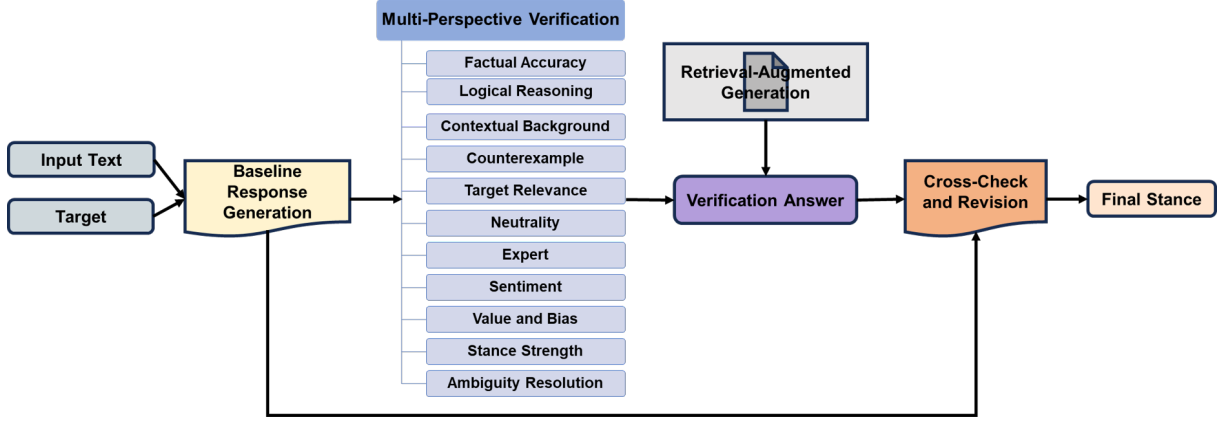 Input Text
Target
Baseline
Response
Generation
Multi-Perspective Verification
Factual Accuracy
Logical Reasoning
Contextual Background
Counterexample
Target Relevance
Neutrality
Expert
Sentiment
Value and Bias
Stance Strength
Ambiguity Resolution
Retrieval-Augmented
Generation
Verification Answer
Cross-Check
and Revision
Final Stance